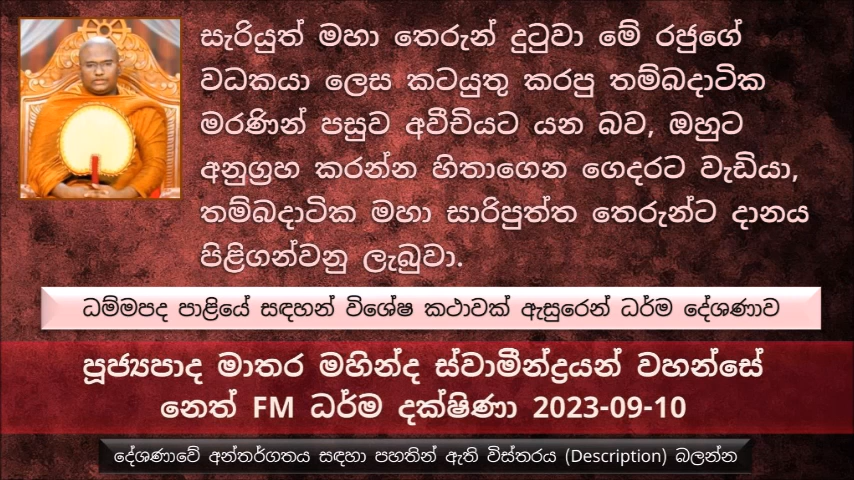 සැරියුත් මහා තෙරුන් දුටුවා මේ රජුගේ
වධකයා ලෙස කටයුතු කරපු තම්බදාටික
මරණින් පසුව අවීචියට යන බව, ඔහුට
අනුග්‍රහ කරන්න හිතාගෙන ගෙදරට වැඩියා,
තම්බදාටික මහා සාරිපුත්ත තෙරුන්ට දානය
පිළිගන්වනු ලැබුවා.
ධම්මපද පාළියේ සඳහන් විශේෂ කථාවක් ඇසුරෙන් ධර්ම දේශණාව
පූජ්‍යපාද මාතර මහින්ද ස්වාමීන්ද්‍රයන් වහන්සේ
නෙත් FM ධර්ම දක්ෂිණා 2023-09-10
දේශණාවේ අන්තර්ගතය සඳහා පහතින් ඇති විස්තරය (Description) බලන්න